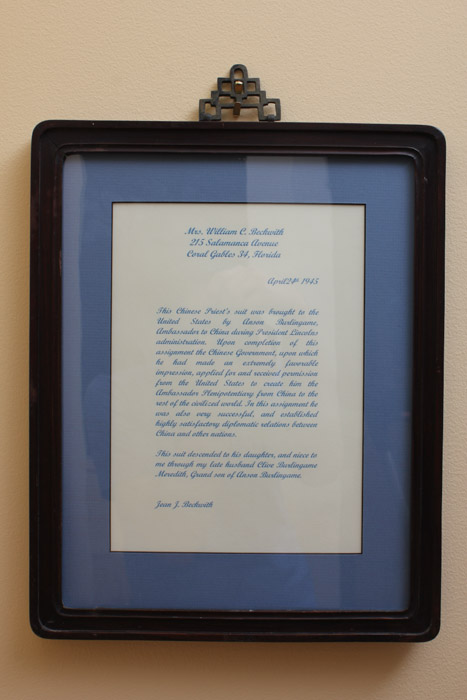 Mrs. William C. Beckwith
215 Salamanca Avenue
Coral Gables 34, Florida
April 24th 1945
This Chinese Priest's suit was brought to the
United States by Anson Burlingame,
Ambassador to China during President Lincolns
administration. Upon completion of this
assignment the Chinese Government, upon which
he had made an extremely favorable
impression, applied for and received permission
from the United States to create him the
Ambassador Plenipotentiary from China to the
rest of the civilized world. In this assignment he
was also very successful, and established
highly satisfactory diplomatic relations between
China and other nations.
This suit descended to his daughter, and niece to
me through my late husband Clive Burlingame
Meredith, Grand son of Anson Burlingame.
Jean J. Beckwith